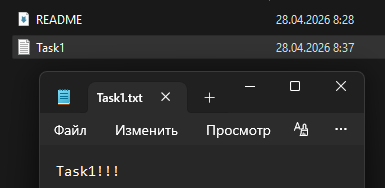 README 28.04.2026 8:28
Task1 28.04.2026 8:37
Task1.txt
Файл Изменить Просмотр
Task1!!!